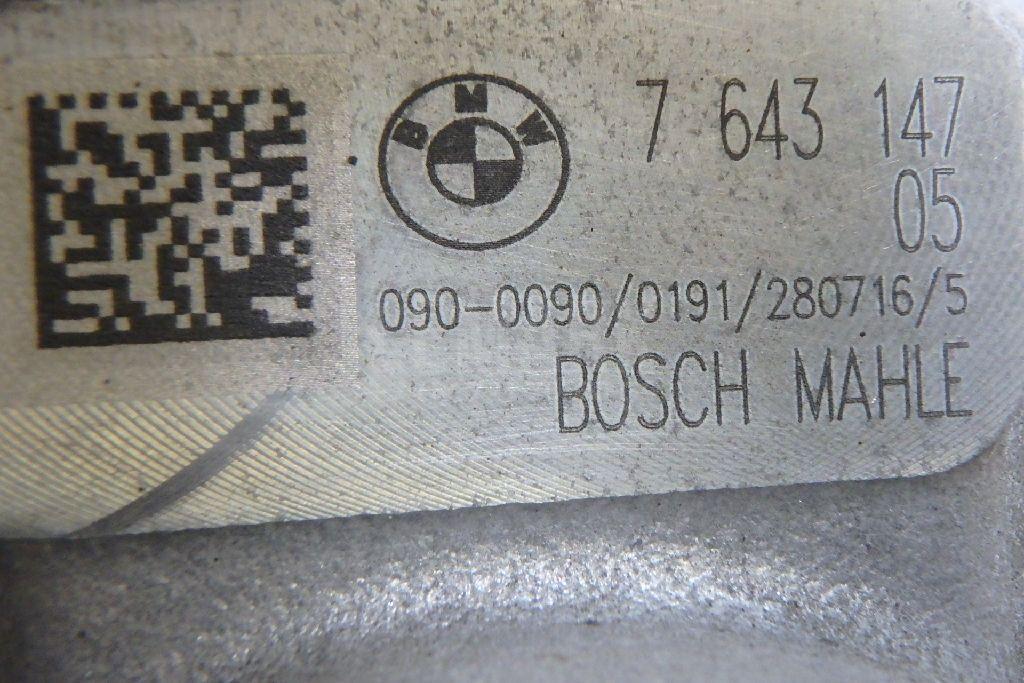 BMW
7 643 147
05
090-0090/0191/280716/5
BOSCH MAHLE